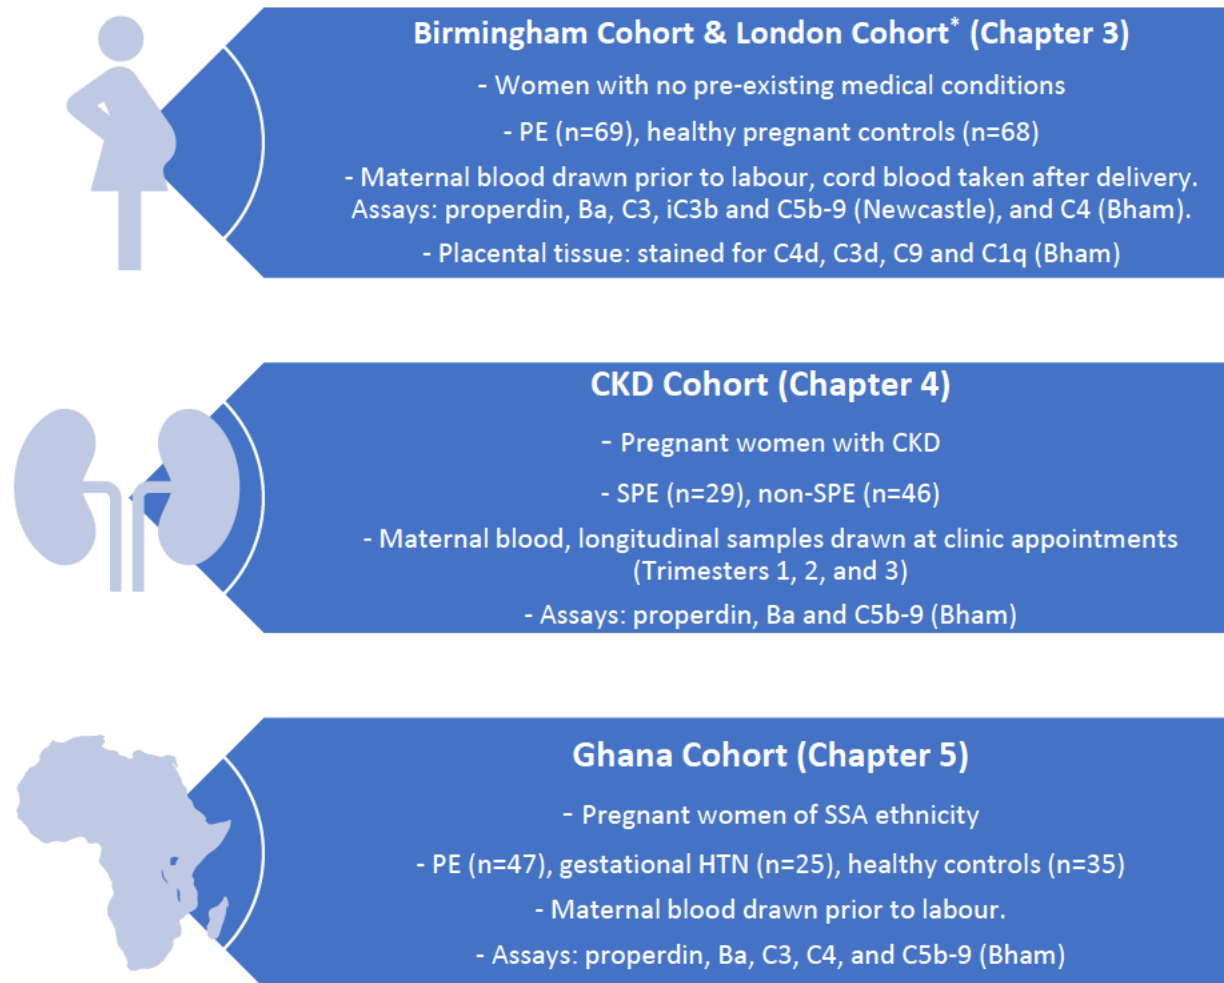 Birmingham Cohort & London Cohort* (Chapter 3)
- Women with no pre-existing medical conditions
- PE (n=69), healthy pregnant controls (n=68)
- Maternal blood drawn prior to labour, cord blood taken after delivery.
Assays: properdin, Ba, C3, iC3b and C5b-9 (Newcastle), and C4 (Bham).
- Placental tissue: stained for C4d, C3d, C9 and C1q (Bham)
CKD Cohort (Chapter 4)
- Pregnant women with CKD
- SPE (n=29), non-SPE (n=46)
- Maternal blood, longitudinal samples drawn at clinic appointments
(Trimesters 1, 2, and 3)
- Assays: properdin, Ba and C5b-9 (Bham)
Ghana Cohort (Chapter 5)
- Pregnant women of SSA ethnicity
- PE (n=47), gestational HTN (n=25), healthy controls (n=35)
- Maternal blood drawn prior to labour.
- Assays: properdin, Ba, C3, C4, and C5b-9 (Bham)